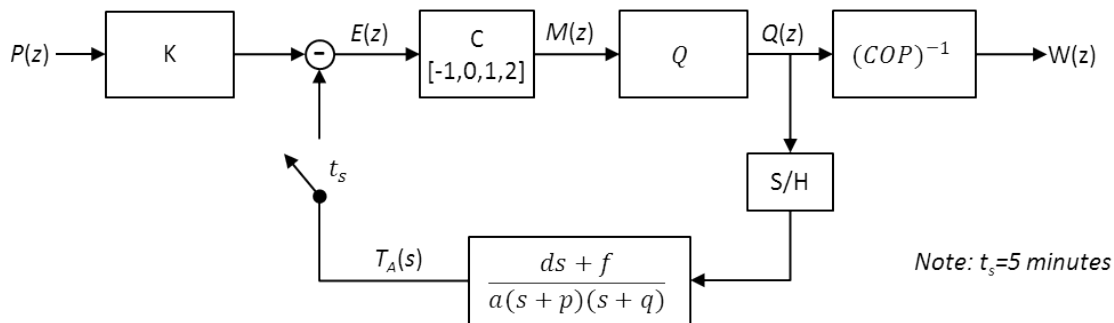 P(z)
K
-
E(z)
C
[-1,0,1,2]
M(z)
Q
Q(z)
(COP)⁻¹
W(z)
t_s
S/H
T_A(s)
ds + f
a(s + p)(s + q)
Note: t_s=5 minutes